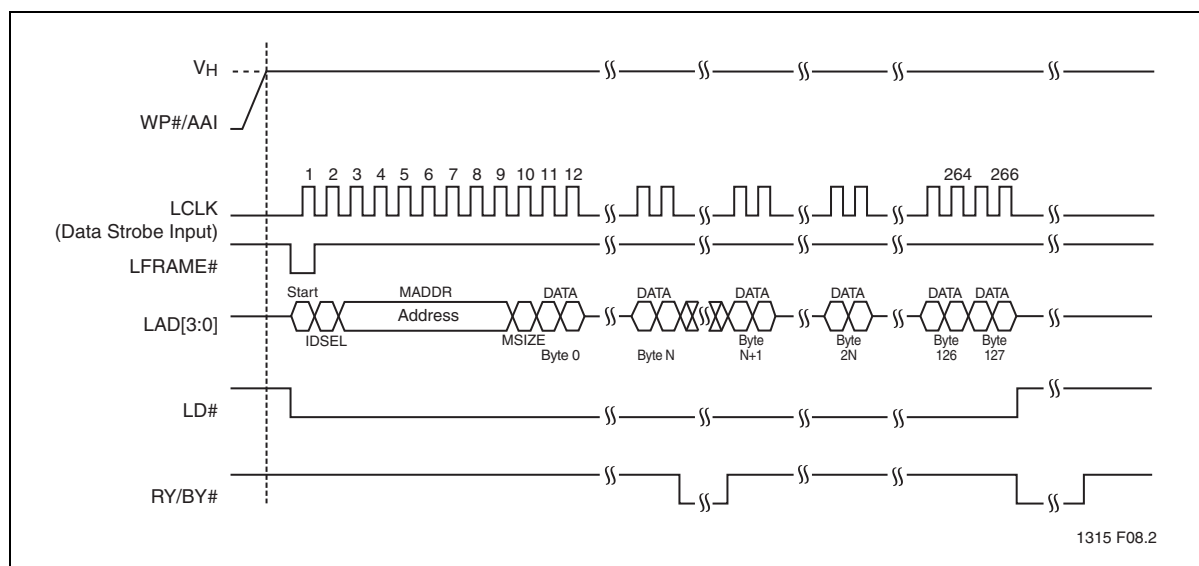 VH
WP#/AAI
1 2 3 4 5 6 7 8 9 10 11 12 264 266
LCLK
(Data Strobe Input)
LFRAME#
Start MADDR DATA DATA DATA DATA DATA DATA
LAD[3:0] Address
IDSEL MSIZE Byte 0 Byte N Byte N+1 Byte 2N Byte 126 Byte 127
LD#
RY/BY#
1315 F08.2